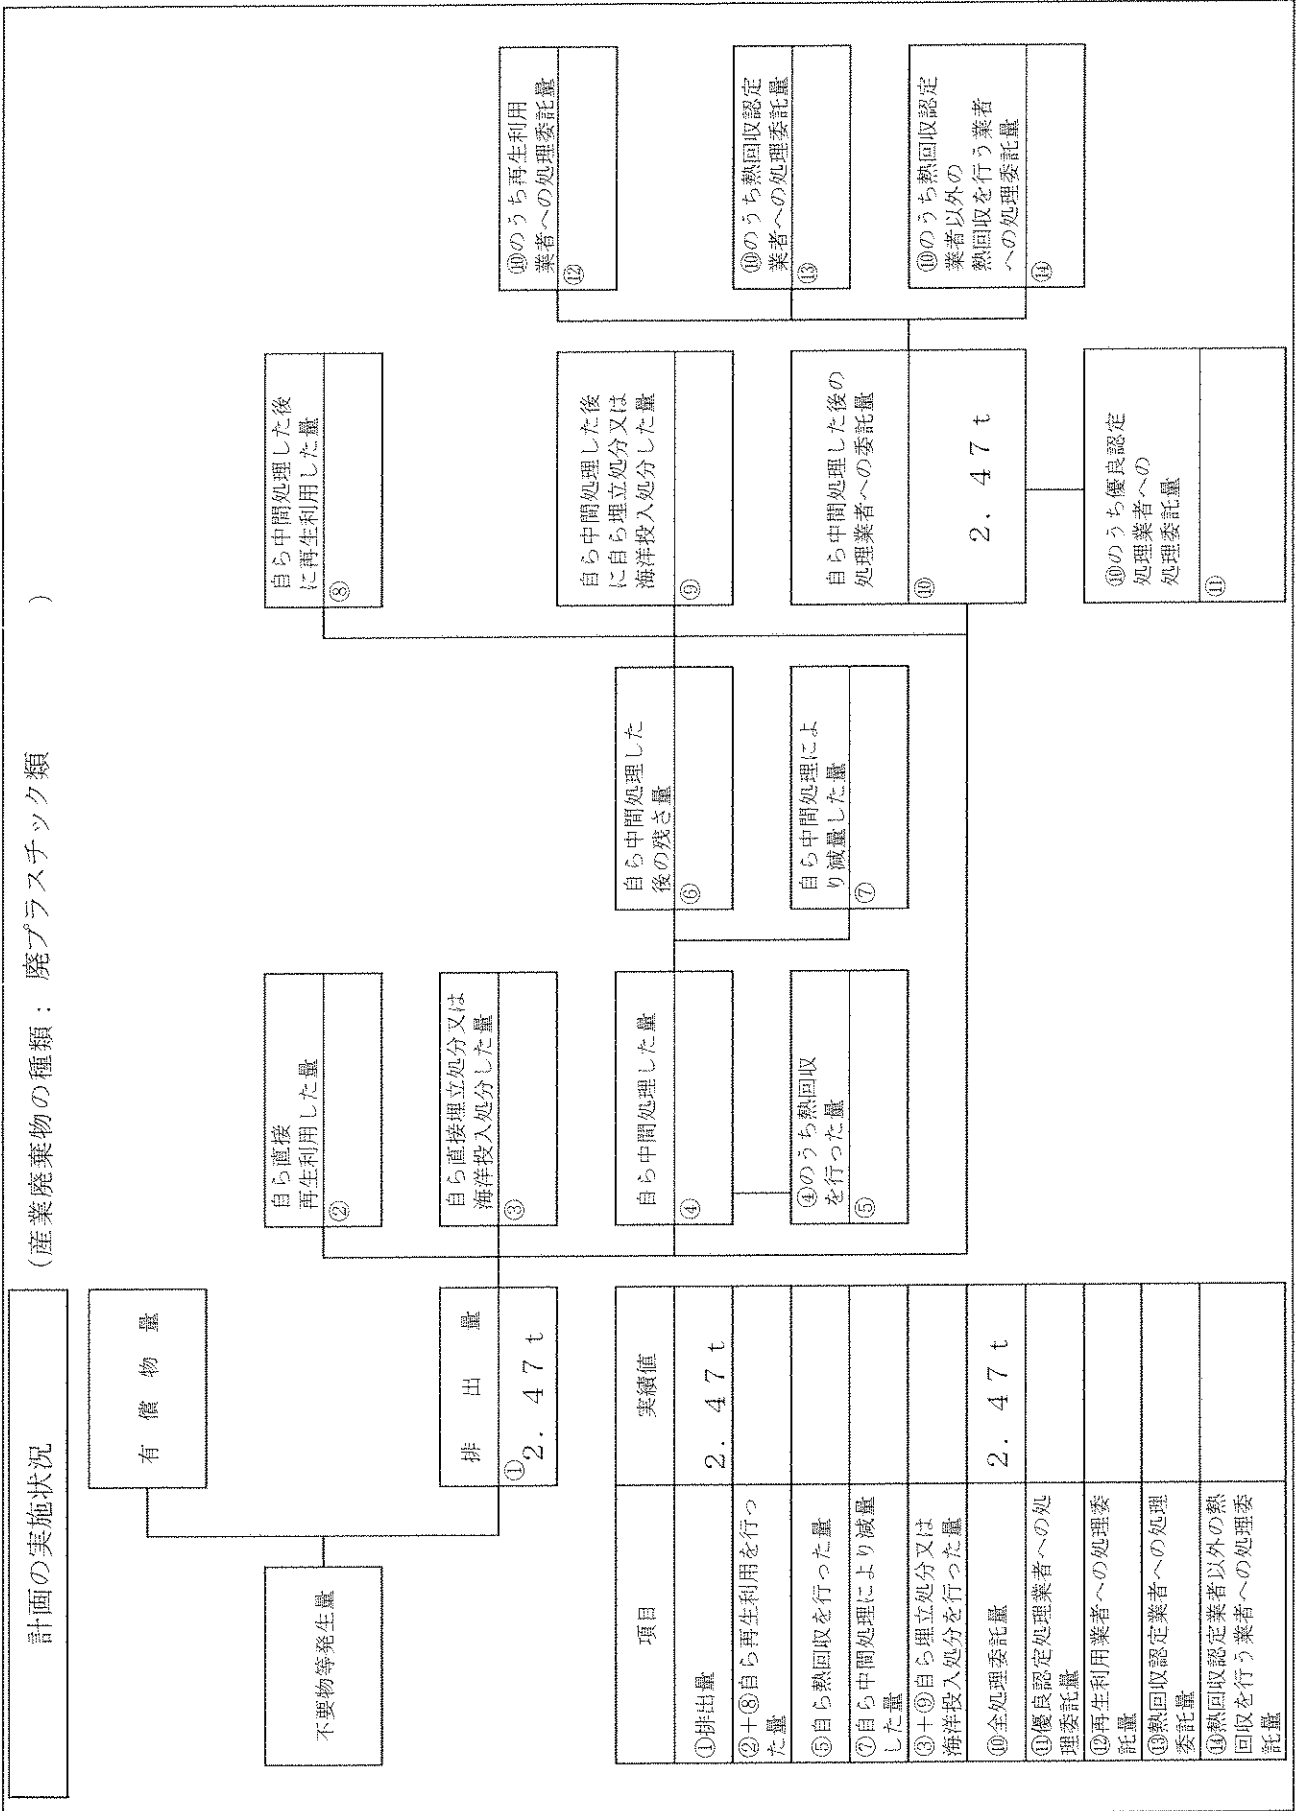 計画の実施状況
(産業廃棄物の種類：廃プラスチック類 )
不要物等発生量
有償物量
排出量
①
2．47t
自ら直接
再生利用した量
②
自ら直接埋立処分又は
海洋投入処分した量
③
自ら中間処理した量
④
④のうち熱回収
を行った量
⑤
自ら中間処理した
後の残さ量
⑥
自ら中間処理によ
り減量した量
⑦
自ら中間処理した後
に再生利用した量
⑧
自ら中間処理した後
に自ら埋立処分又は
海洋投入処分した量
⑨
自ら中間処理した後の
処理業者への委託量
⑩
2．47t
⑩のうち優良認定
処理業者への
処理委託量
⑪
⑩のうち再生利用
業者への処理委託量
⑫
⑩のうち熱回収認定
業者への処理委託量
⑬
⑩のうち熱回収認定
業者以外の
熱回収を行う業者
への処理委託量
⑭
項目 実績値
①排出量 2．47t
②＋⑧自ら再生利用を行っ
た量
⑤自ら熱回収を行った量
⑦自ら中間処理により減量
した量
③＋⑨自ら埋立処分又は
海洋投入処分を行った量
⑩全処理委託量 2．47t
⑪優良認定処理業者への処
理委託量
⑫再生利用業者への処理委
託量
⑬熱回収認定業者への処理
委託量
⑭熱回収認定業者以外の熱
回収を行う業者への処理委
託量